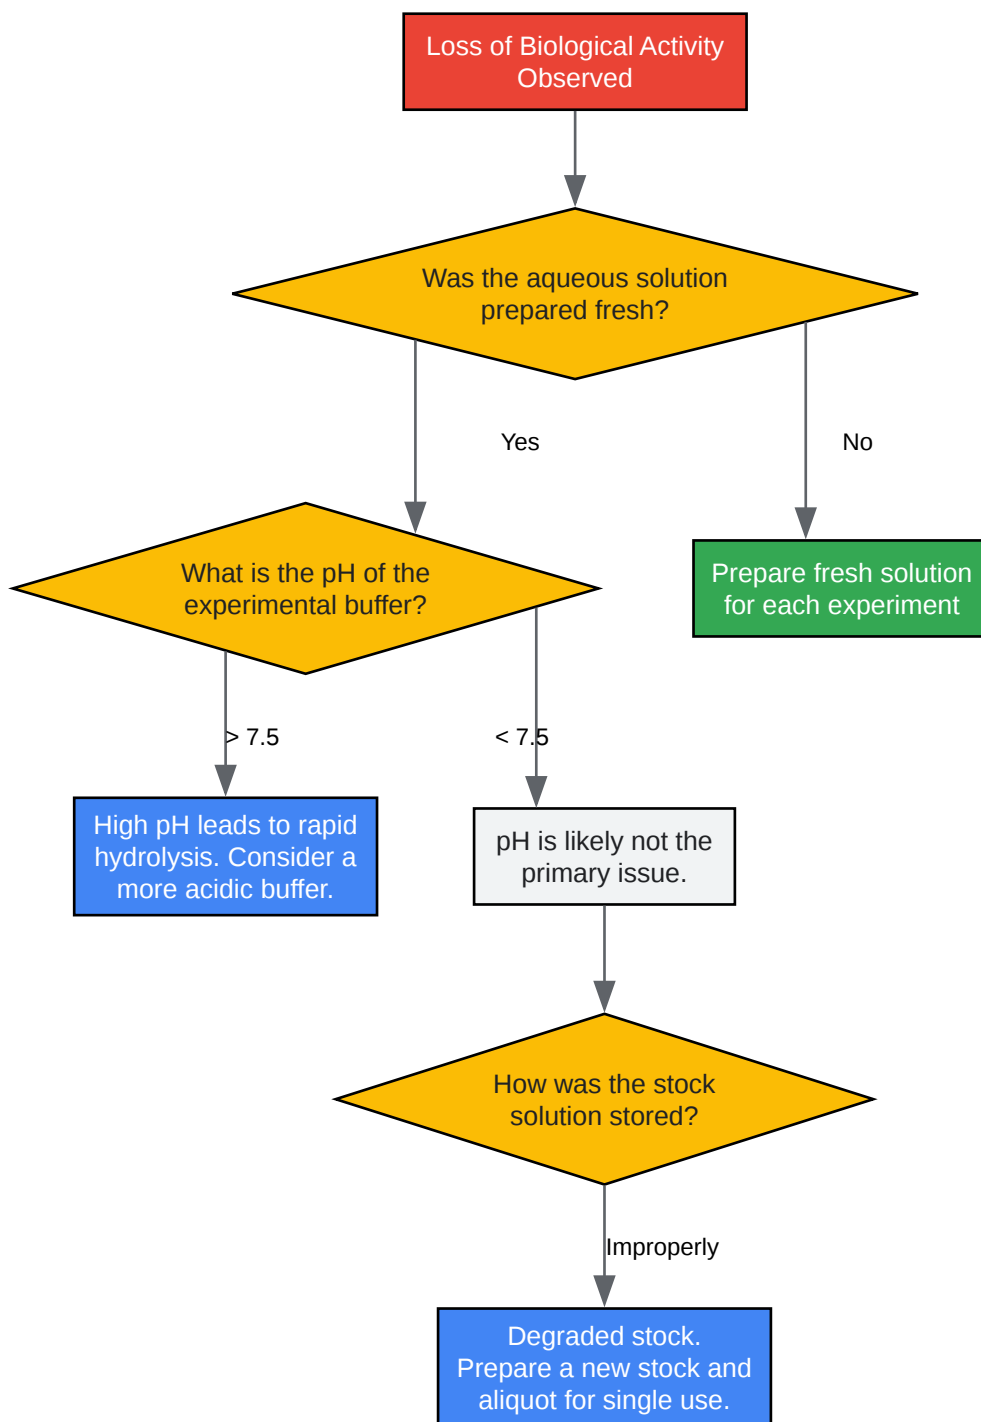 Loss of Biological Activity
Observed
Was the aqueous solution
prepared fresh?
Yes
No
What is the pH of the
experimental buffer?
Prepare fresh solution
for each experiment
> 7.5
< 7.5
High pH leads to rapid
hydrolysis. Consider a
more acidic buffer.
pH is likely not the
primary issue.
How was the stock
solution stored?
Improperly
Degraded stock.
Prepare a new stock and
aliquot for single use.